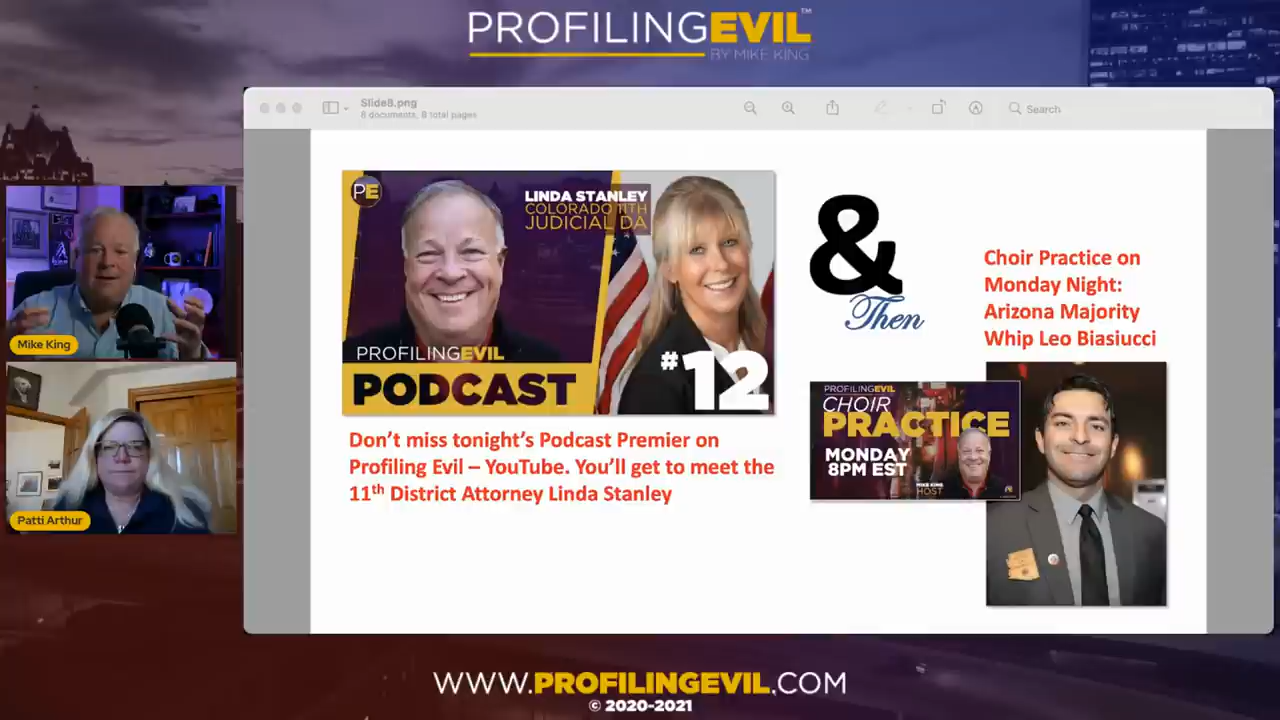 PROFILINGEVIL™
BY MIKE KING
Slide8.png
8 documents, 8 total pages
Search
PE
LINDA STANLEY
COLORADO 11TH
JUDICIAL DA
PROFILINGEVIL
PODCAST
#12
Don't miss tonight's Podcast Premier on
Profiling Evil – YouTube. You'll get to meet the
11th District Attorney Linda Stanley
&
Then
Choir Practice on
Monday Night:
Arizona Majority
Whip Leo Biasiucci
PROFILINGEVIL
CHOIR
PRACTICE
MONDAY
8PM EST
MIKE KING
HOST
Mike King
Patti Arthur
WWW.PROFILINGEVIL.COM
© 2020-2021